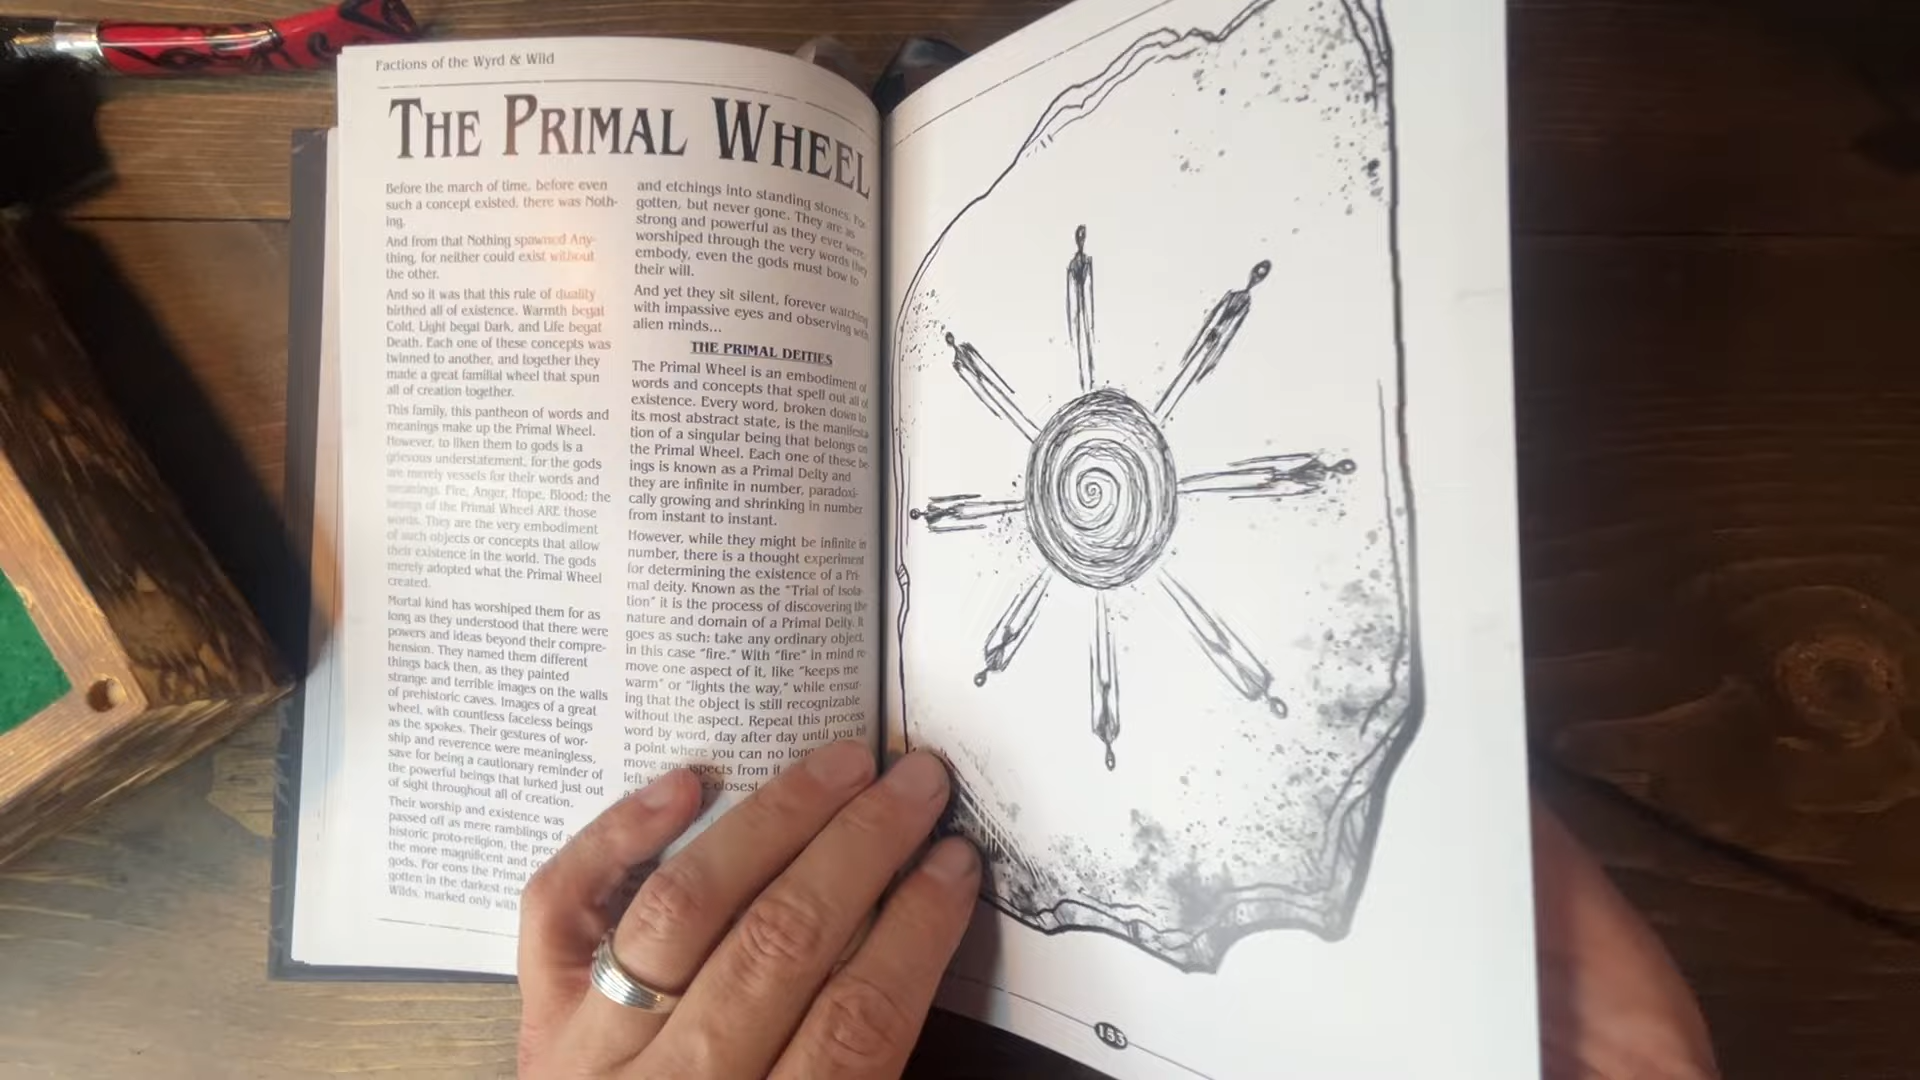 Factions of the Wyrd & Wild
THE PRIMAL WHEEL
Before the march of time, before even
such a concept existed, there was Noth-
ing.
And from that Nothing spawned Any-
thing, for neither could exist without
the other.
And so it was that this rule of duality
birthed all of existence. Warmth begat
Cold, Light begat Dark, and Life begat
Death. Each one of these concepts was
twinned to another, and together they
made a great familial wheel that spun
all of creation together.
This family, this pantheon of words and
meanings make up the Primal Wheel.
However, to liken them to gods is a
grievous understatement, for the gods
are merely vessels for their words and
meanings. Fire, Anger, Hope, Blood; the
beings of the Primal Wheel ARE those
words. They are the very embodiment
of such objects or concepts that allow
their existence in the world. The gods
merely adopted what the Primal Wheel
created.
Mortal kind has worshiped them for as
long as they understood that there were
powers and ideas beyond their compre-
hension. They named them different
things back then, as they painted
strange and terrible images on the walls
of prehistoric caves. Images of a great
wheel, with countless faceless beings
as the spokes. Their gestures of wor-
ship and reverence were meaningless,
save for being a cautionary reminder of
the powerful beings that lurked just out
of sight throughout all of creation.
Their worship and existence was
passed off as mere ramblings of
historic proto-religion, the
the more magnificent and
gods. For eons the Primal
gotten in the darkest
Wilds, marked only with
and etchings into standing stones. For
gotten, but never gone. They are as
strong and powerful as they ever were,
worshiped through the very words they
embody, even the gods must bow to
their will.
And yet they sit silent, forever watching
with impassive eyes and observing with
alien minds...
THE PRIMAL DEITIES
The Primal Wheel is an embodiment of
words and concepts that spell out all of
existence. Every word, broken down to
its most abstract state, is the manifesta
tion of a singular being that belongs on
the Primal Wheel. Each one of these be
ings is known as a Primal Deity and
they are infinite in number, paradoxi-
cally growing and shrinking in number
from instant to instant.
However, while they might be infinite in
number, there is a thought experiment
for determining the existence of a Pri-
mal deity. Known as the "Trial of Isola-
tion" it is the process of discovering the
nature and domain of a Primal Deity. It
goes as such: take any ordinary object,
in this case "fire." With "fire" in mind re-
move one aspect of it, like "keeps me
warm" or "lights the way," while ensur-
ing that the object is still recognizable
without the aspect. Repeat this process
word by word, day after day until you hit
a point where you can no
move any aspects from it
left
closest
153